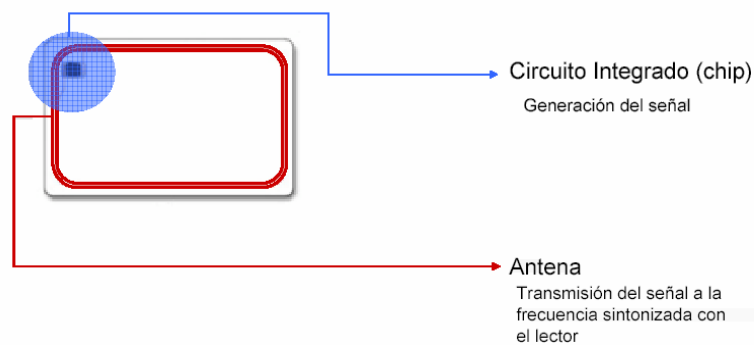 Circuito Integrado (chip)
Generación del señal
Antena
Transmisión del señal a la
frecuencia sintonizada con
el lector